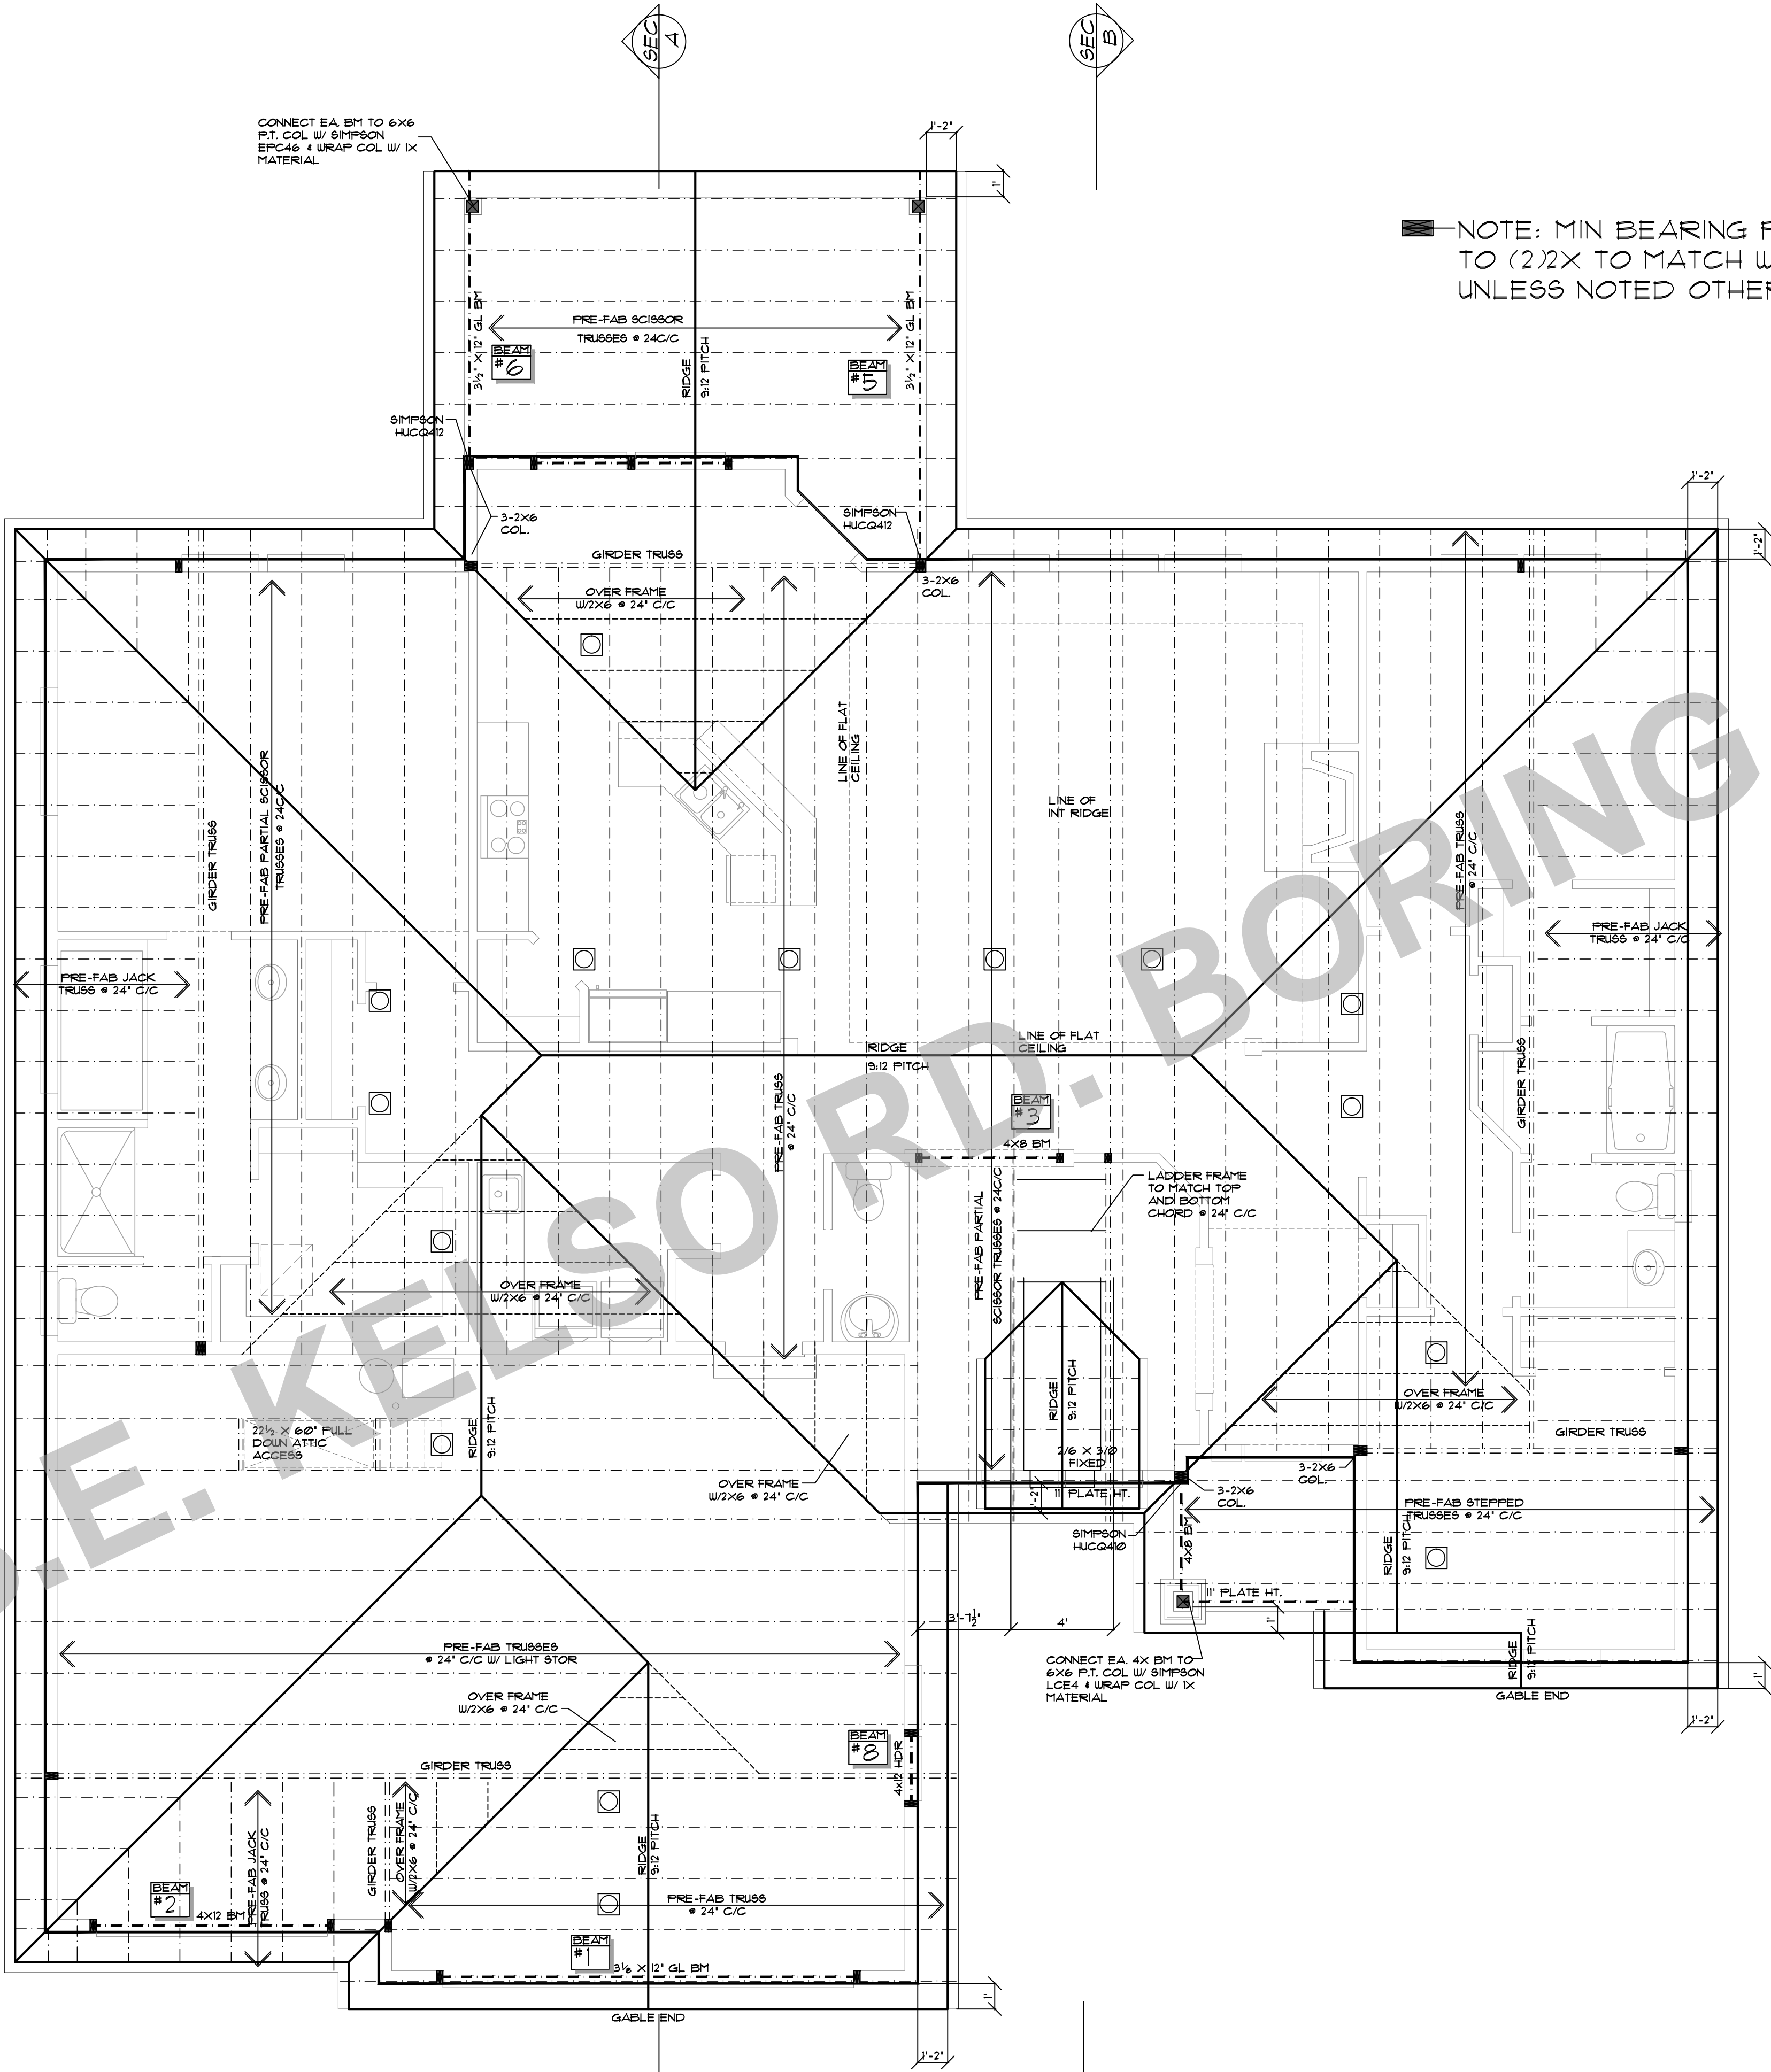 SEC
A
SEC
B
CONNECT EA. BM TO 6X6
P.T. COL W/ SIMPSON
EPC46 & WRAP COL W/ 1X
MATERIAL
1'-2"
1'
NOTE: MIN BEARING
TO (2)2X TO MATCH
UNLESS NOTED
3½" X 12" GL BM
PRE-FAB SCISSOR
TRUSSES @ 24C/C
BEAM
#6
RIDGE
9:12 PITCH
BEAM
#5
3½" X 12" GL BM
SIMPSON
HUCQ412
3-2X6
COL.
SIMPSON
HUCQ412
1'-2"
1'-2"
GIRDER TRUSS
OVER FRAME
W/2X6 @ 24" C/C
3-2X6
COL.
LINE OF FLAT
CEILING
LINE OF
INT RIDGE
GIRDER TRUSS
PRE-FAB PARTIAL SCISSOR
TRUSSES @ 24C/C
PRE-FAB TRUSS
@ 24" C/C
PRE-FAB JACK
TRUSS @ 24" C/C
PRE-FAB JACK
TRUSS @ 24" C/C
RIDGE
9:12 PITCH
LINE OF FLAT
CEILING
GIRDER TRUSS
PRE-FAB TRUSS
@ 24" C/C
BEAM
#3
4X8 BM
LADDER FRAME
TO MATCH TOP
AND BOTTOM
CHORD @ 24" C/C
PRE-FAB PARTIAL
SCISSOR TRUSSES @ 24C/C
OVER FRAME
W/2X6 @ 24" C/C
.E. KELSO RD. BORING
22½ X 60" PULL
DOWN ATTIC
ACCESS
RIDGE
9:12 PITCH
RIDGE
9:12 PITCH
OVER FRAME
W/2X6 @ 24" C/C
GIRDER TRUSS
2/6 X 3/0
FIXED
11' PLATE HT.
1'-2"
OVER FRAME
W/2X6 @ 24" C/C
3-2X6
COL.
3-2X6
COL.
PRE-FAB STEPPED
TRUSSES @ 24" C/C
SIMPSON
HUCQ410
4X8 BM
RIDGE
9:12 PITCH
11' PLATE HT.
1'
3'-7½"
4'
PRE-FAB TRUSSES
@ 24" C/C W/ LIGHT STOR
CONNECT EA. 4X BM TO
6X6 P.T. COL W/ SIMPSON
LCE4 & WRAP COL W/ 1X
MATERIAL
RIDGE
9:12 PITCH
GABLE END
1'
1'-2"
OVER FRAME
W/2X6 @ 24" C/C
BEAM
#8
4x12 HDR
GIRDER TRUSS
PRE-FAB JACK
TRUSS @ 24" C/C
GIRDER TRUSS
OVER FRAME
W/2X6 @ 24" C/C
RIDGE
9:12 PITCH
BEAM
#2
4X12 BM
PRE-FAB TRUSS
@ 24" C/C
BEAM
#1
3⅛ X 12" GL BM
1'
GABLE END
1'-2"